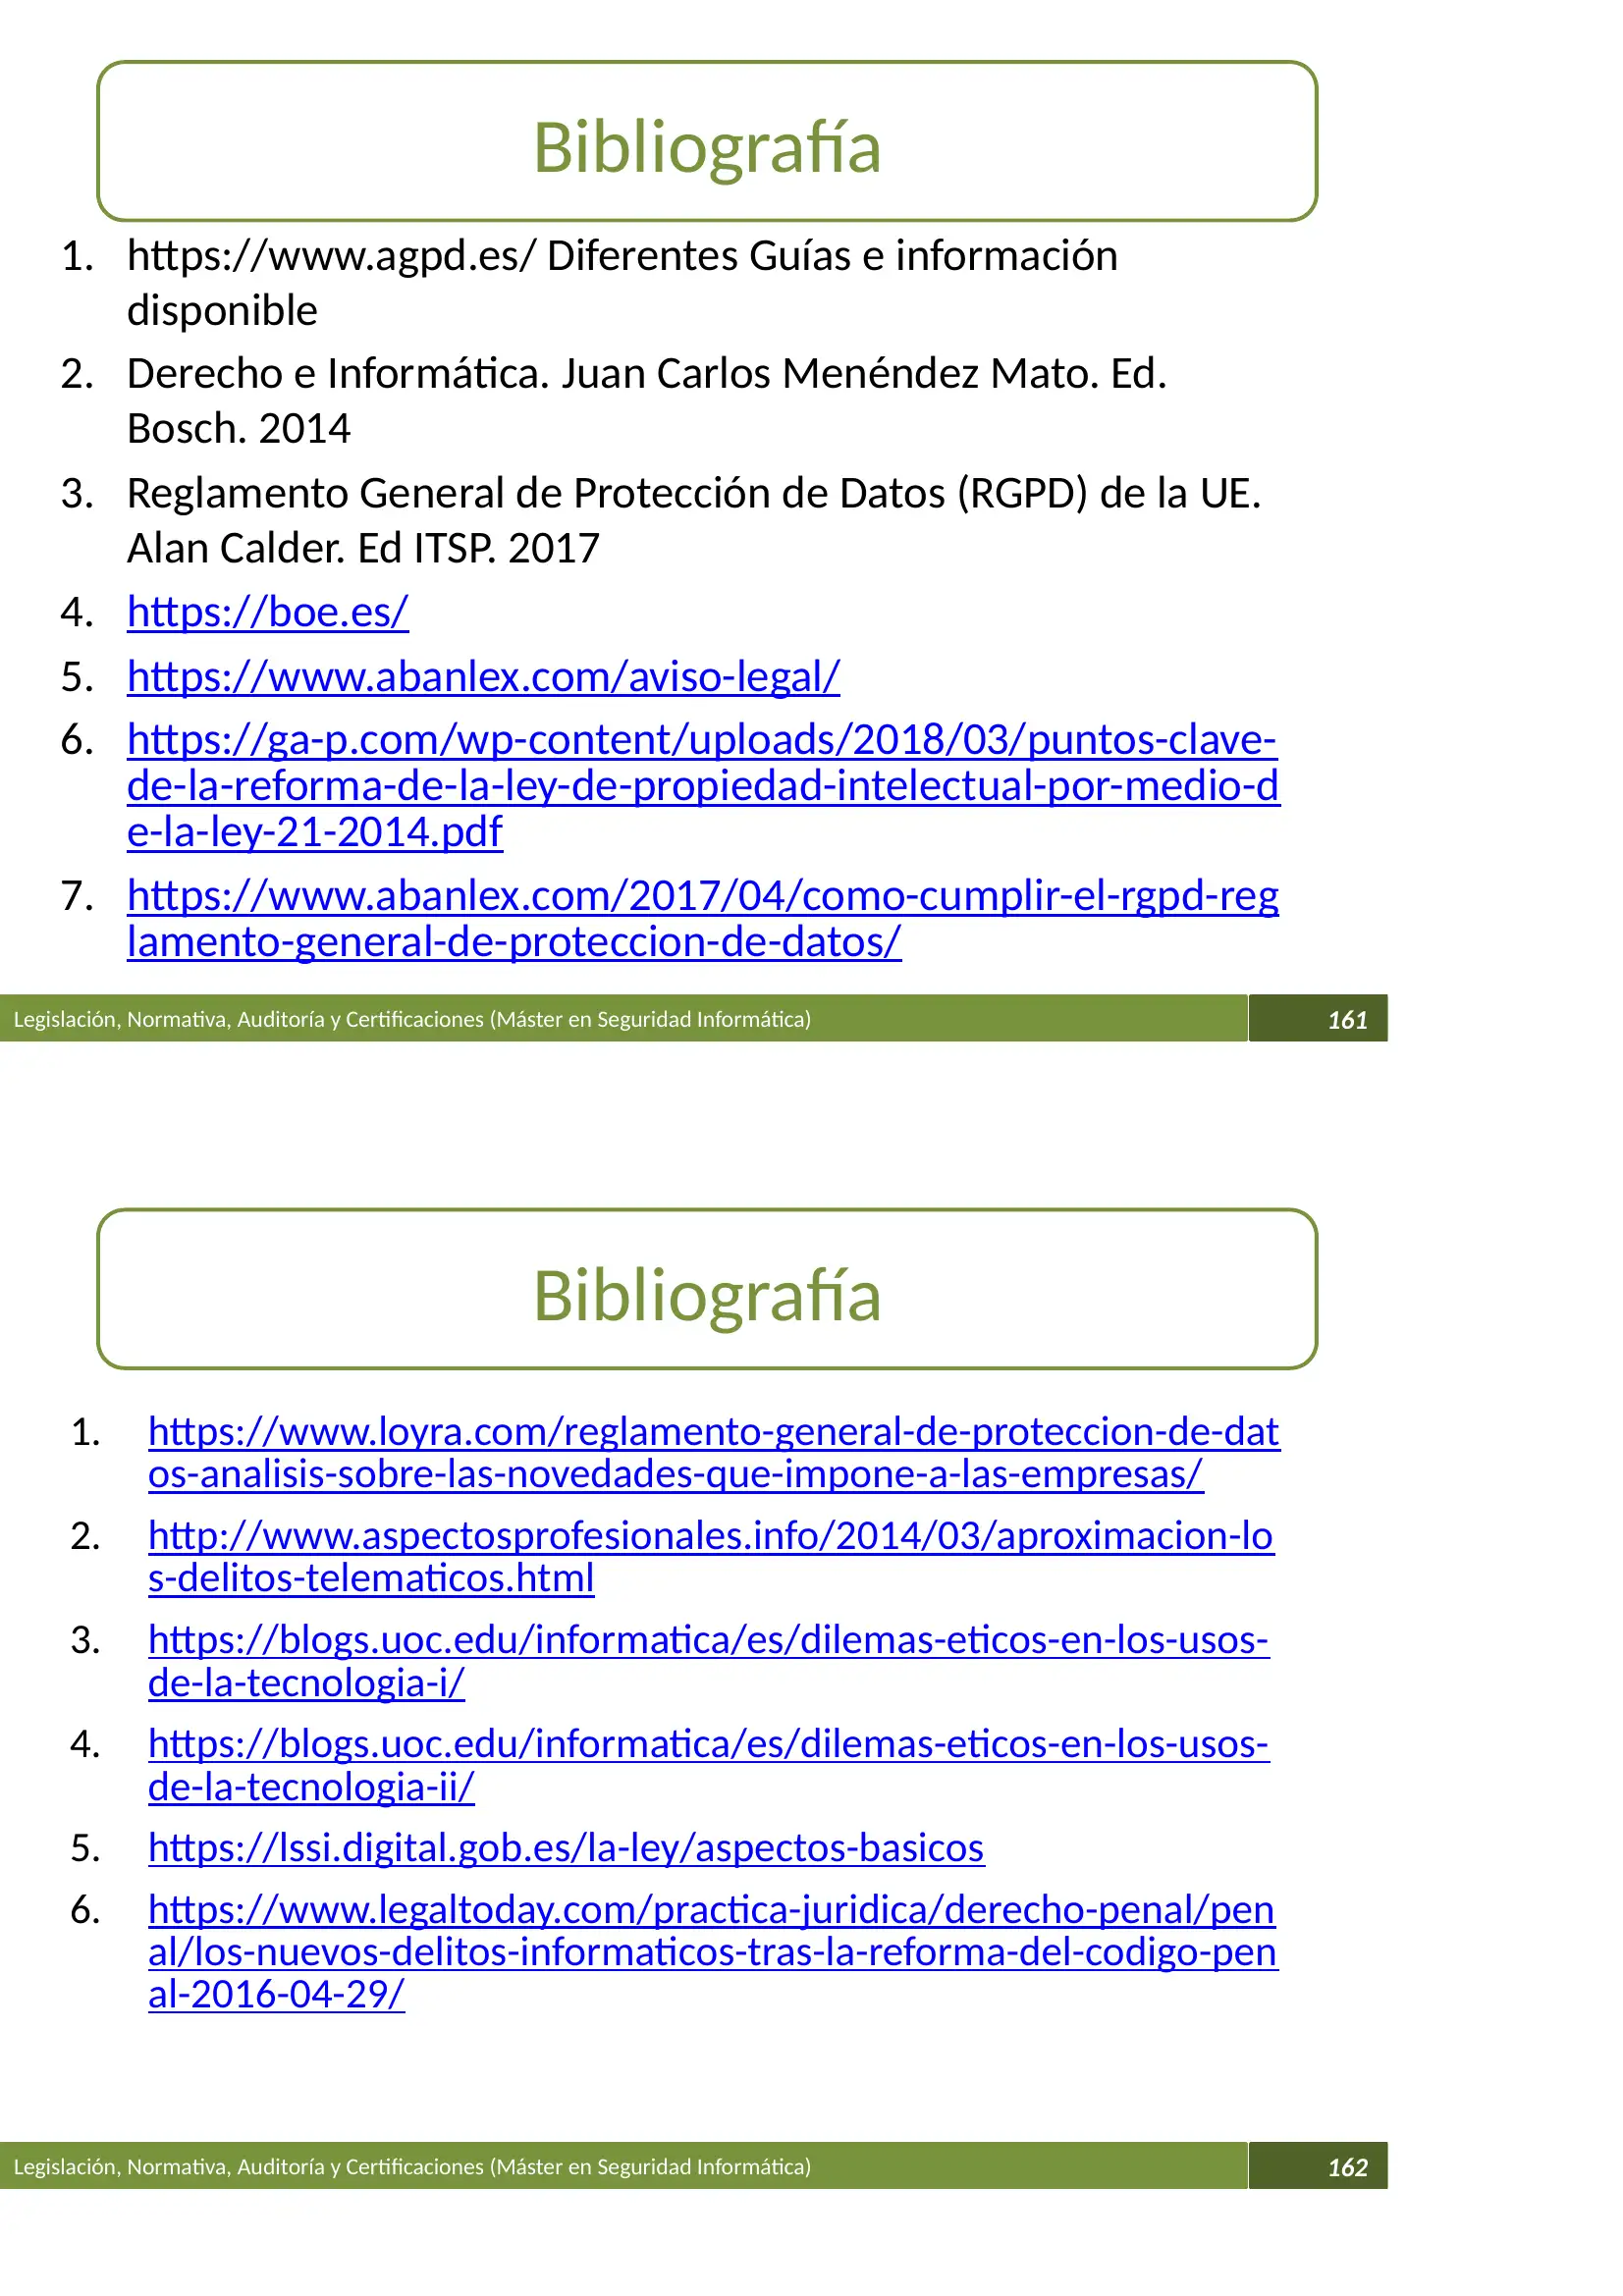 Bibliografía
1. https://www.agpd.es/ Diferentes Guías e información
disponible
2. Derecho e Informática. Juan Carlos Menéndez Mato. Ed.
Bosch. 2014
3. Reglamento General de Protección de Datos (RGPD) de la UE.
Alan Calder. Ed ITSP. 2017
4. https://boe.es/
5. https://www.abanlex.com/aviso-legal/
6. https://ga-p.com/wp-content/uploads/2018/03/puntos-clave-
de-la-reforma-de-la-ley-de-propiedad-intelectual-por-medio-d
e-la-ley-21-2014.pdf
7. https://www.abanlex.com/2017/04/como-cumplir-el-rgpd-reg
lamento-general-de-proteccion-de-datos/
Legislación, Normativa, Auditoría y Certificaciones (Máster en Seguridad Informática) 161
Bibliografía
1. https://www.loyra.com/reglamento-general-de-proteccion-de-dat
os-analisis-sobre-las-novedades-que-impone-a-las-empresas/
2. http://www.aspectosprofesionales.info/2014/03/aproximacion-lo
s-delitos-telematicos.html
3. https://blogs.uoc.edu/informatica/es/dilemas-eticos-en-los-usos-
de-la-tecnologia-i/
4. https://blogs.uoc.edu/informatica/es/dilemas-eticos-en-los-usos-
de-la-tecnologia-ii/
5. https://lssi.digital.gob.es/la-ley/aspectos-basicos
6. https://www.legaltoday.com/practica-juridica/derecho-penal/pen
al/los-nuevos-delitos-informaticos-tras-la-reforma-del-codigo-pen
al-2016-04-29/
Legislación, Normativa, Auditoría y Certificaciones (Máster en Seguridad Informática) 162